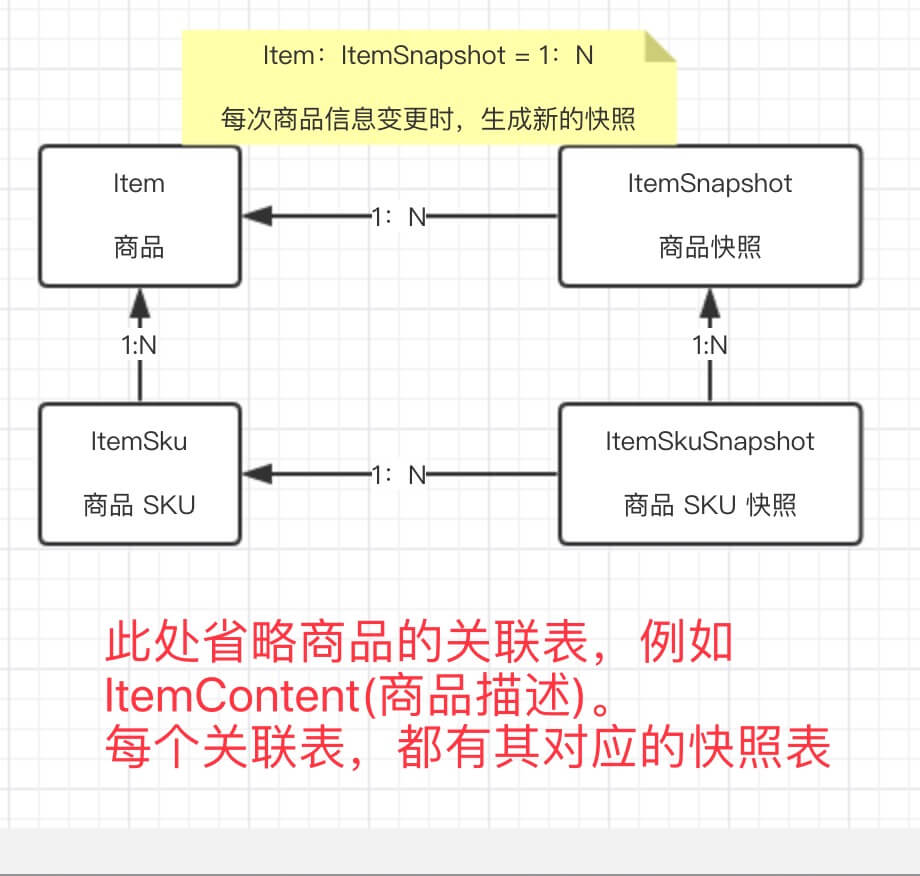 Item：ItemSnapshot = 1：N
每次商品信息变更时，生成新的快照
Item
商品
1：N
ItemSnapshot
商品快照
1:N
1:N
ItemSku
商品 SKU
1：N
ItemSkuSnapshot
商品 SKU 快照
此处省略商品的关联表，例如
ItemContent(商品描述)。
每个关联表，都有其对应的快照表